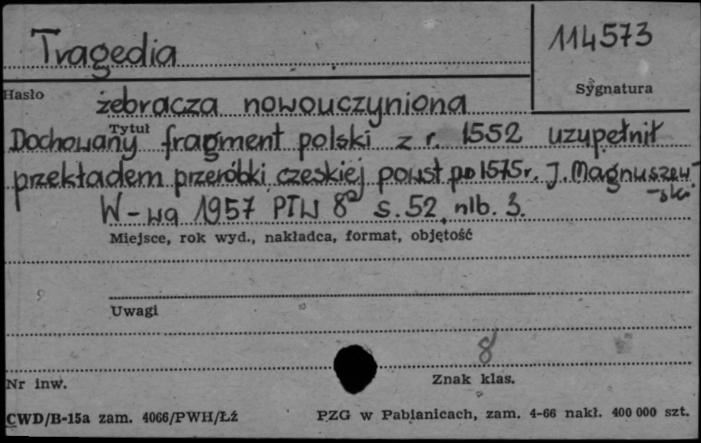 Tragedia
114573
Hasło
Sygnatura
żebracza nowouczyniona
Tytuł
Dochowany fragment polski z r. 1552 uzupełnił
przekładem przeróbki czeskiej powst po 1575 r. J. Magnuszew-
-ski.
W-wa 1957 PIW 8° s. 52, nlb. 3.
Miejsce, rok wyd., nakładca, format, objętość
Uwagi
8
Nr inw.
Znak klas.
CWD/B-15a zam. 4066/PWH/Łź
PZG w Pabianicach, zam. 4-66 nakł. 400 000 szt.